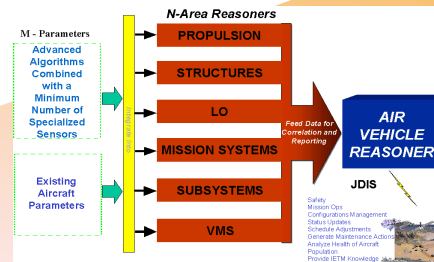 N-Area Reasoners
M - Parameters
Advanced
Algorithms
Combined
with a
Minimum
Number of
Specialized
Sensors
Existing
Aircraft
Parameters
PROPULSION
STRUCTURES
LO
MISSION SYSTEMS
SUBSYSTEMS
VMS
Feed Data for
Correlation and
Reporting
AIR
VEHICLE
REASONER
JDIS
Safety
Mission Ops
Configurations Management
Status Updates
Schedule Adjustments
Generate Maintenance Actions
Analyze Health of Aircraft
Population
Provide IETM Knowledge